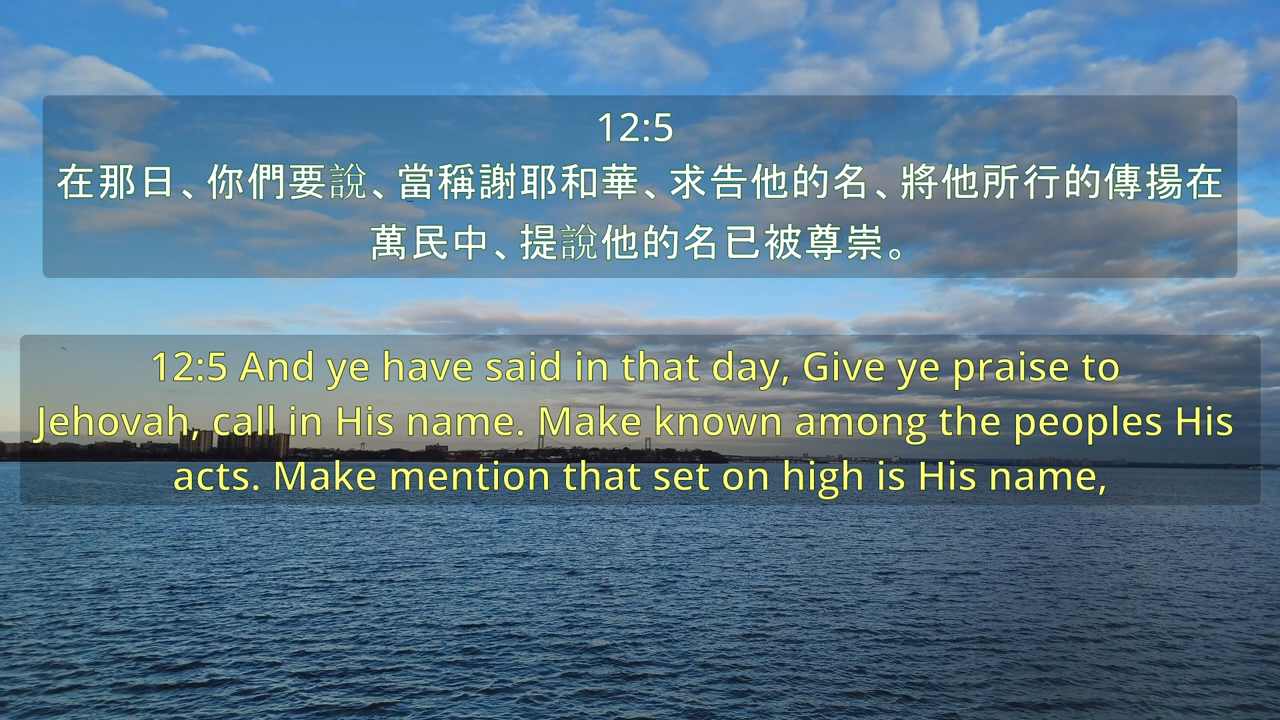 12:5
在那日、你們要說、當稱謝耶和華、求告他的名、將他所行的傳揚在
萬民中、提說他的名已被尊崇。
12:5 And ye have said in that day, Give ye praise to
Jehovah, call in His name. Make known among the peoples His
acts. Make mention that set on high is His name,